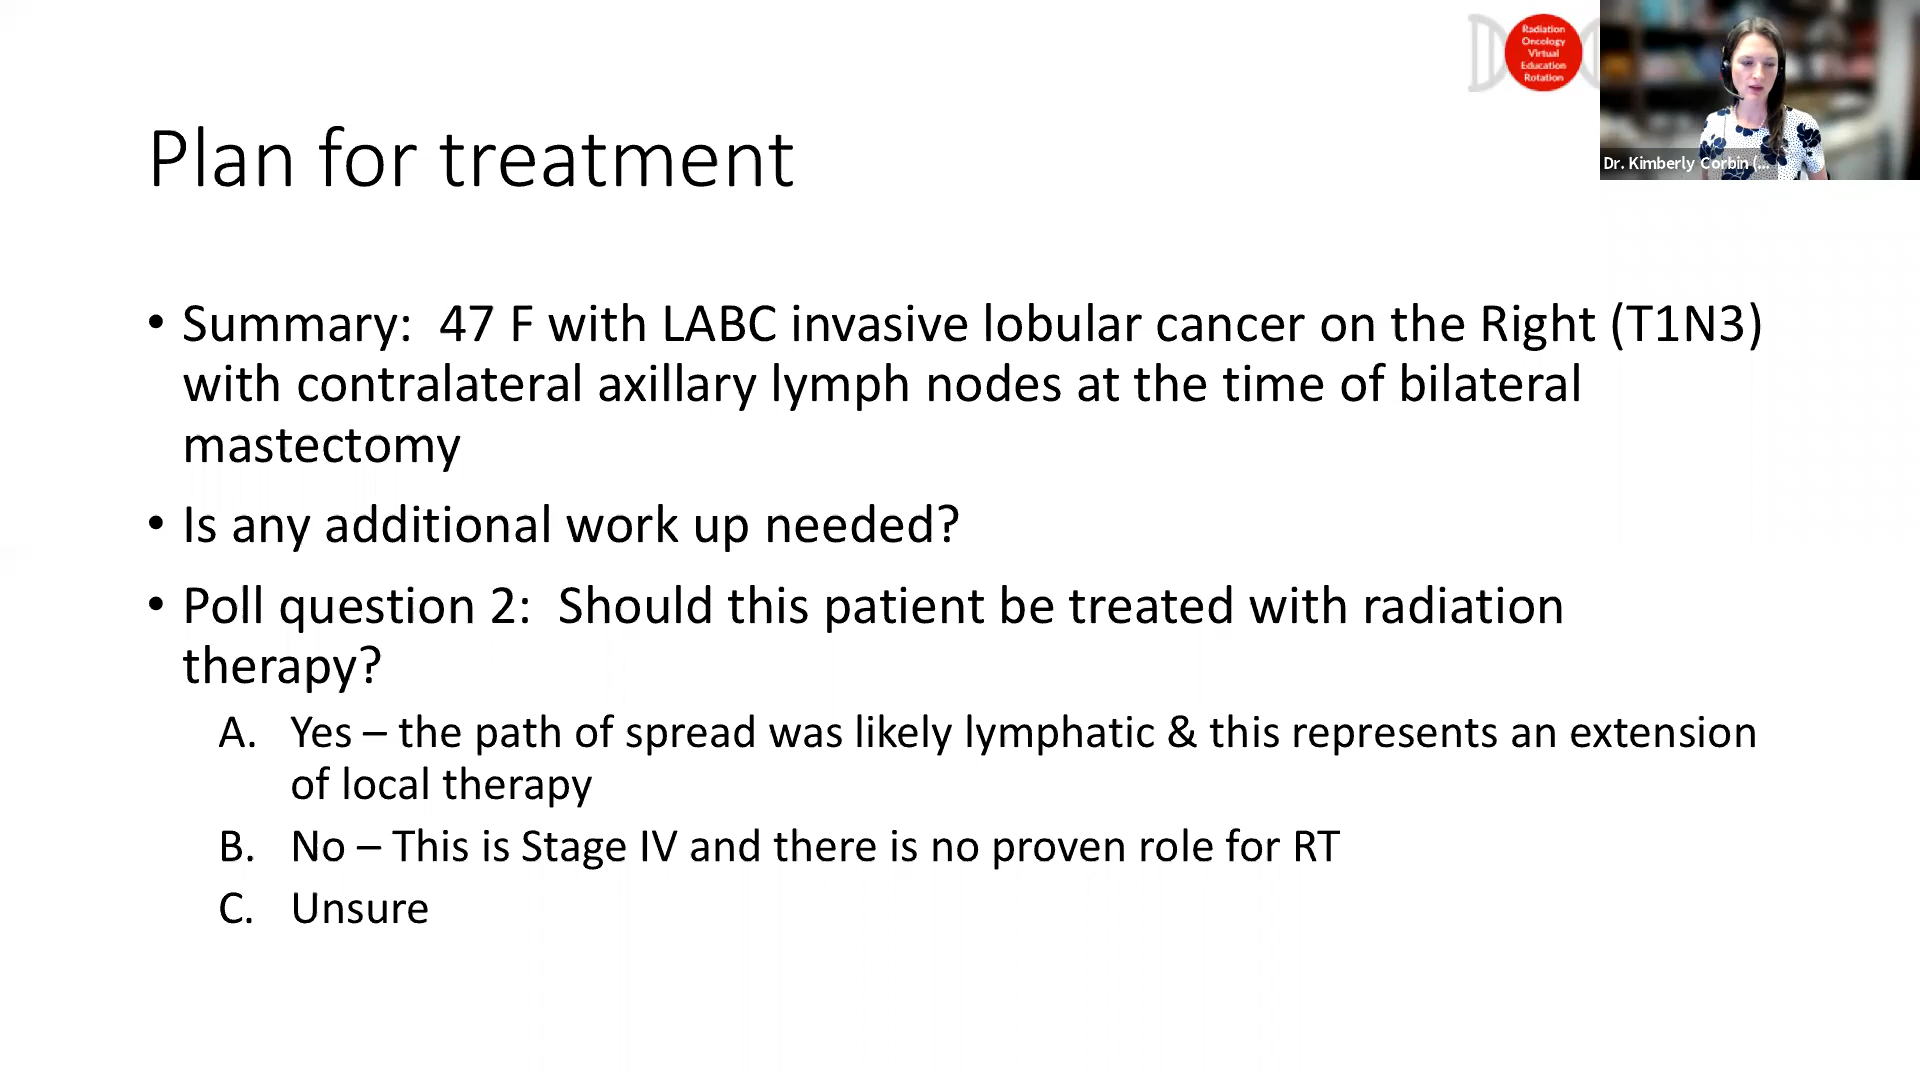 Radiation
Oncology
Virtual
Education
Rotation
Dr. Kimberly Corbin (...
Plan for treatment
• Summary: 47 F with LABC invasive lobular cancer on the Right (T1N3)
with contralateral axillary lymph nodes at the time of bilateral
mastectomy
• Is any additional work up needed?
• Poll question 2: Should this patient be treated with radiation
therapy?
A. Yes – the path of spread was likely lymphatic & this represents an extension
of local therapy
B. No – This is Stage IV and there is no proven role for RT
C. Unsure